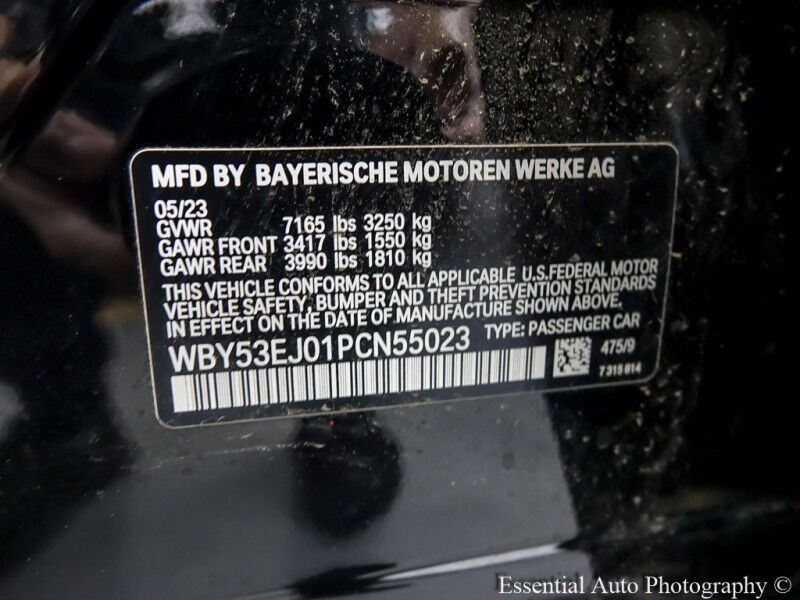 MFD BY BAYERISCHE MOTOREN WERKE AG
05/23
GVWR 7165 lbs 3250 kg
GAWR FRONT 3417 lbs 1550 kg
GAWR REAR 3990 lbs 1810 kg
THIS VEHICLE CONFORMS TO ALL APPLICABLE U.S.FEDERAL MOTOR
VEHICLE SAFETY, BUMPER AND THEFT PREVENTION STANDARDS
IN EFFECT ON THE DATE OF MANUFACTURE SHOWN ABOVE.
WBY53EJ01PCN55023 TYPE: PASSENGER CAR
475/9
7315814
Essential Auto Photography ©